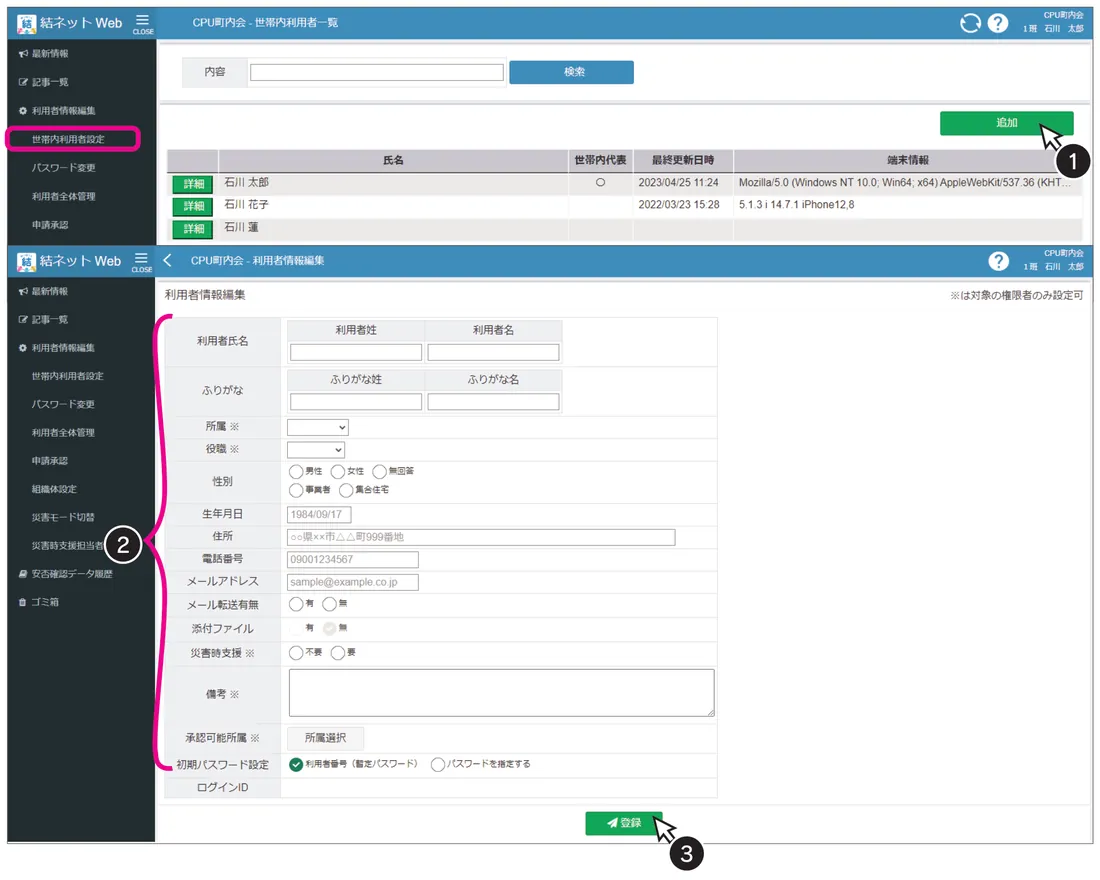 結ネット Web
CLOSE
CPU町内会 - 世帯内利用者一覧
?
CPU町内会
1班 石川 太郎
最新情報
記事一覧
利用者情報編集
世帯内利用者設定
パスワード変更
利用者全体管理
申請承認
内容
検索
追加
1
氏名 世帯内代表 最終更新日時 端末情報
詳細 石川 太郎 ○ 2023/04/25 11:24 Mozilla/5.0 (Windows NT 10.0; Win64; x64) AppleWebKit/537.36 (KHT...
詳細 石川 花子 2022/03/23 15:28 5.1.3 i 14.7.1 iPhone12,8
詳細 石川 蓮
結ネット Web
CLOSE
CPU町内会 - 利用者情報編集
?
CPU町内会
1班 石川 太郎
最新情報
記事一覧
利用者情報編集
世帯内利用者設定
パスワード変更
利用者全体管理
申請承認
組織体設定
災害モード切替
災害時支援担当者
安否確認データ履歴
ゴミ箱
2
利用者情報編集
※は対象の権限者のみ設定可
利用者氏名 利用者姓 利用者名
ふりがな ふりがな姓 ふりがな名
所属 ※
役職 ※
性別 男性 女性 無回答
事業者 集合住宅
生年月日 1984/09/17
住所 ○○県××市△△町999番地
電話番号 09001234567
メールアドレス sample@example.co.jp
メール転送有無 有 無
添付ファイル 有 無
災害時支援 ※ 不要 要
備考 ※
承認可能所属 ※ 所属選択
初期パスワード設定 利用者番号（暫定パスワード） パスワードを指定する
ログインID
登録
3